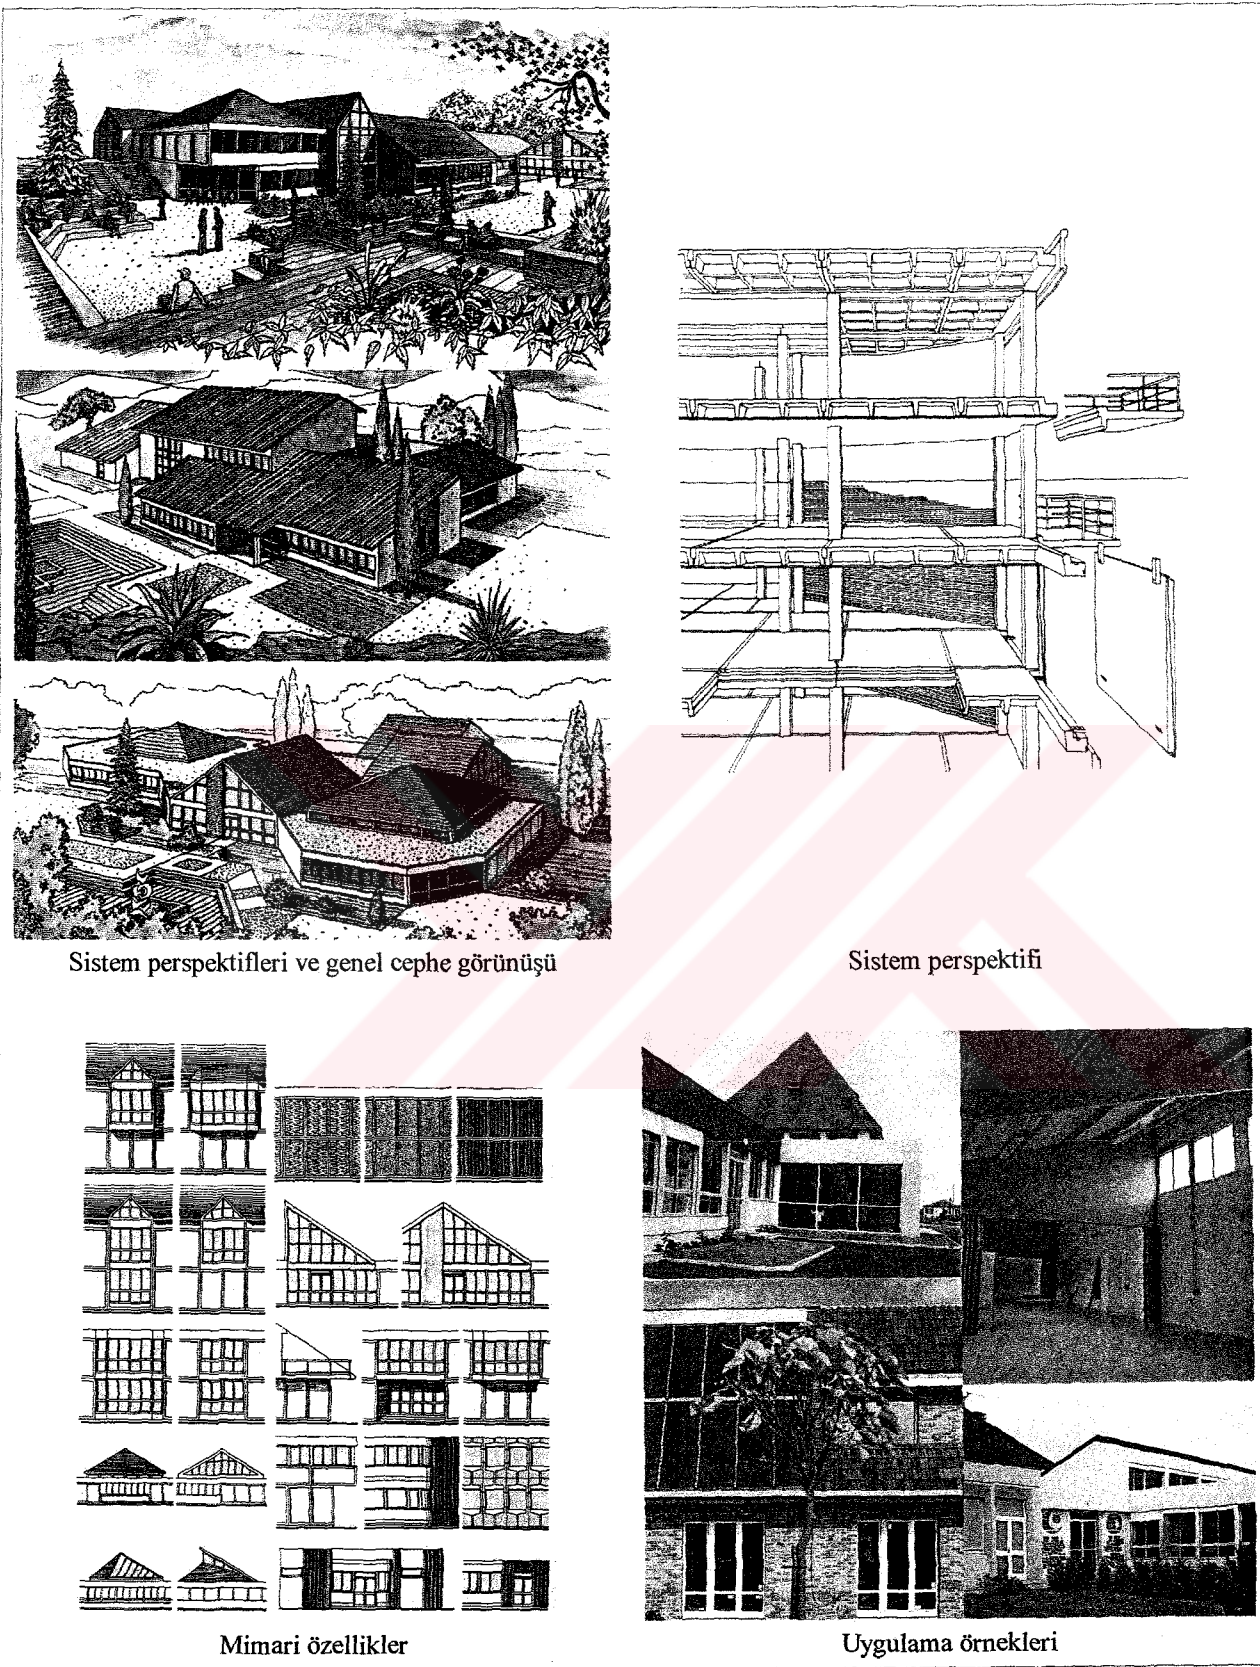 Sistem perspektifleri ve genel cephe görünüşü
Sistem perspektifi
Mimari özellikler
Uygulama örnekleri